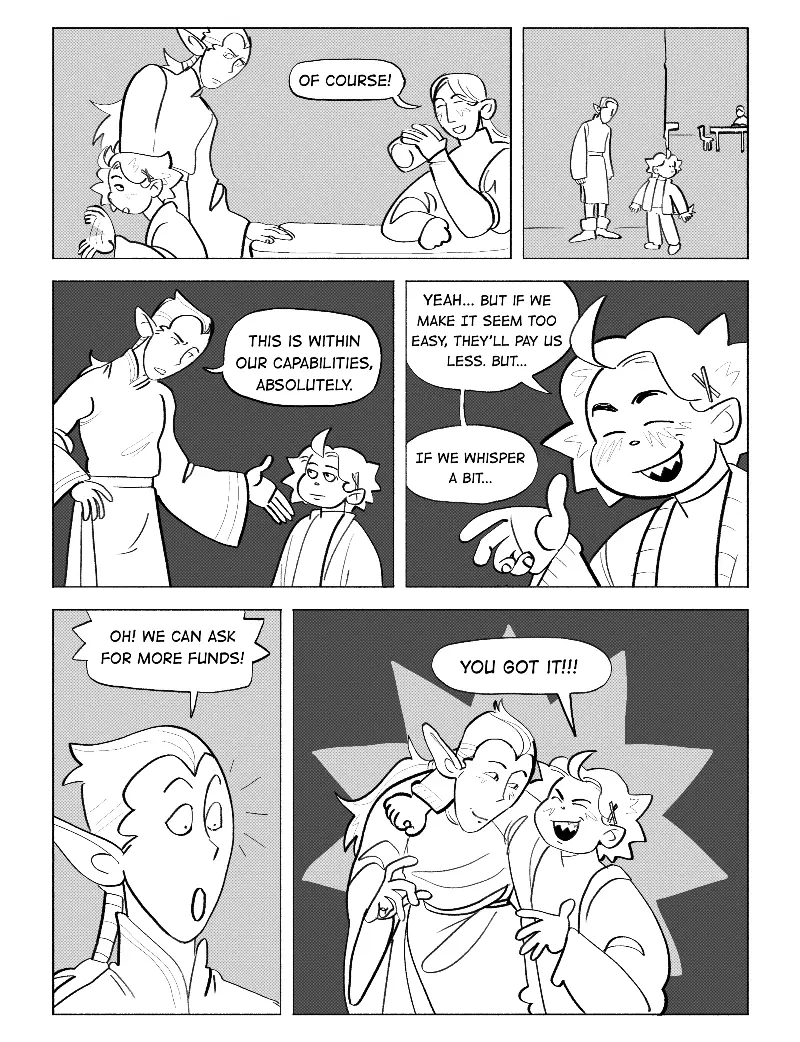 OF COURSE!
THIS IS WITHIN
OUR CAPABILITIES,
ABSOLUTELY.
YEAH... BUT IF WE
MAKE IT SEEM TOO
EASY, THEY'LL PAY US
LESS. BUT...
IF WE WHISPER
A BIT...
OH! WE CAN ASK
FOR MORE FUNDS!
YOU GOT IT!!!